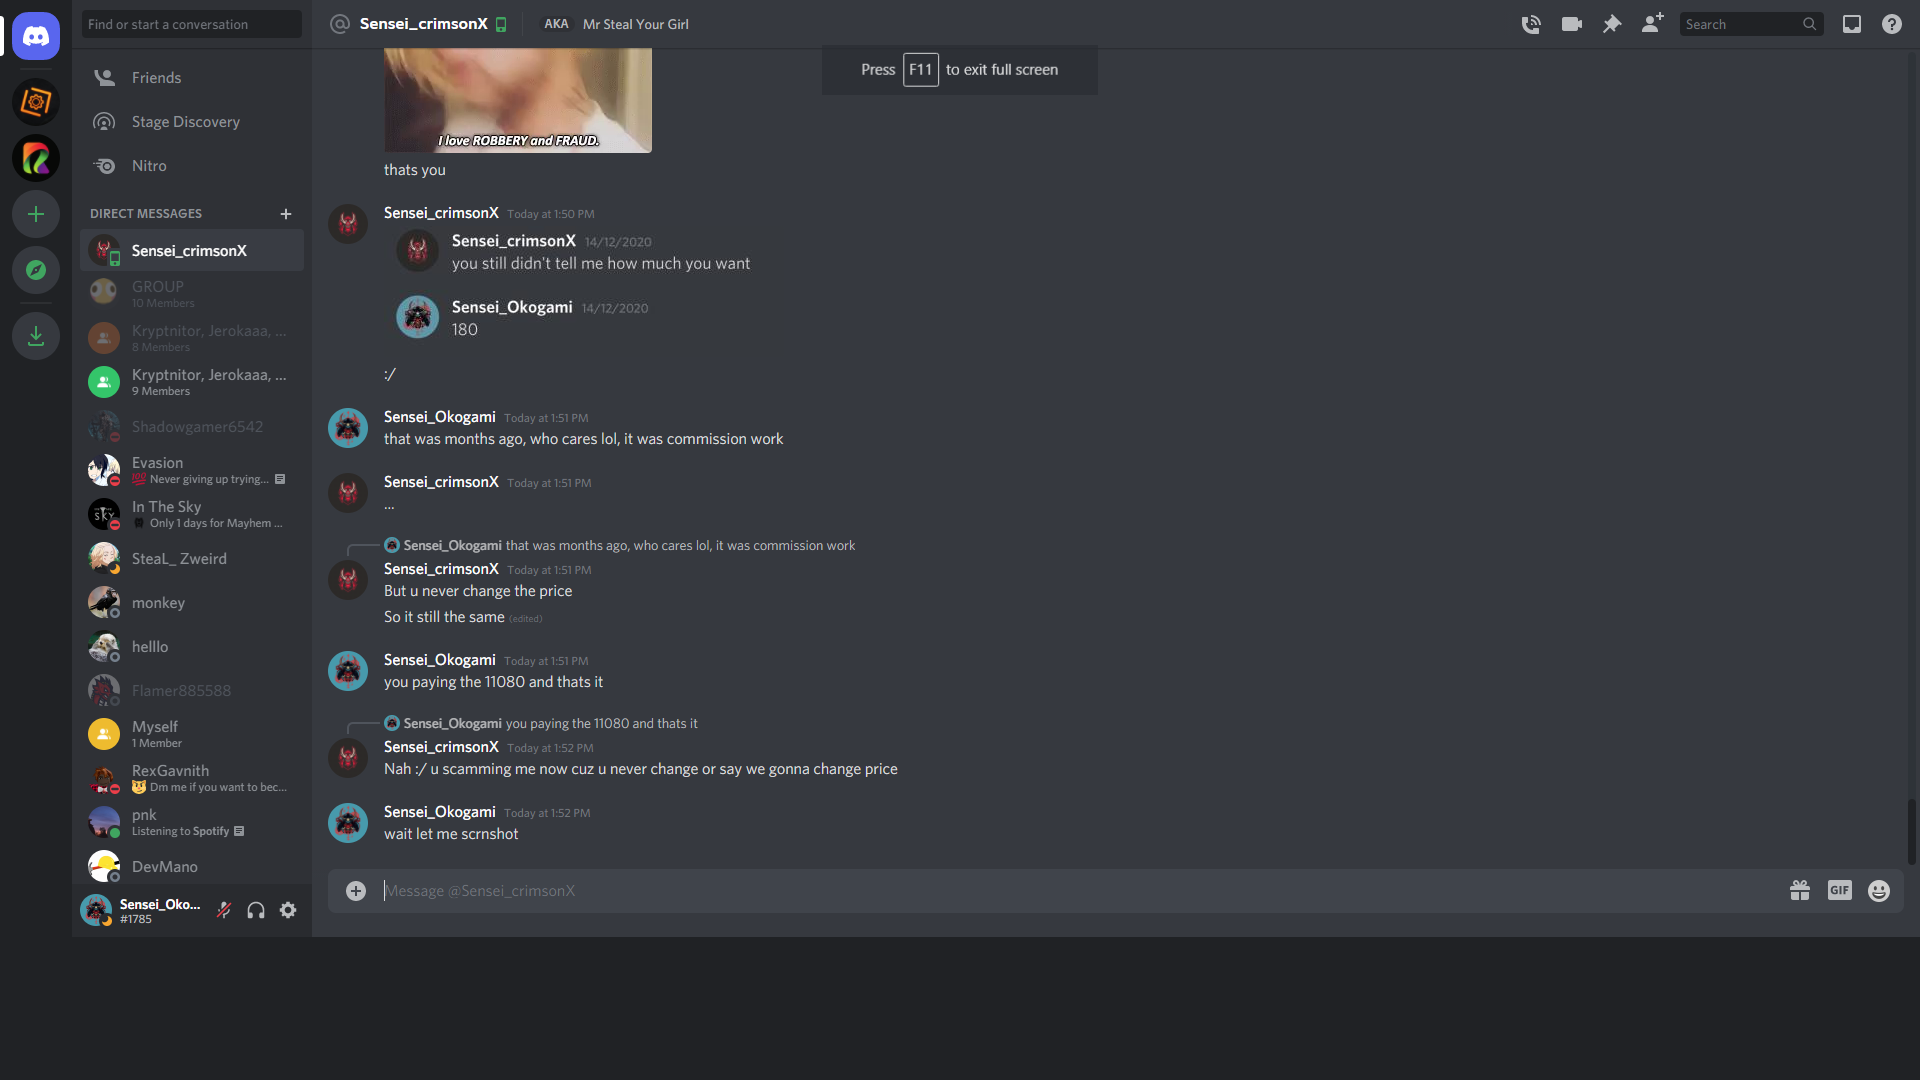 Find or start a conversation
Sensei_crimsonX
AKA Mr Steal Your Girl
Search
Press F11 to exit full screen
Friends
Stage Discovery
Nitro
DIRECT MESSAGES
Sensei_crimsonX
GROUP
10 Members
Kryptnitor, Jerokaaa, ...
8 Members
Kryptnitor, Jerokaaa, ...
9 Members
Shadowgamer6542
Evasion
💯 Never giving up trying...
SKY
In The Sky
Only 1 days for Mayhem ...
SteaL_ Zweird
monkey
helllo
Flamer885588
Myself
1 Member
RexGavnith
Dm me if you want to bec...
pnk
Listening to Spotify
DevMano
Sensei_Oko...
#1785
I love ROBBERY and FRAUD.
thats you
Sensei_crimsonX Today at 1:50 PM
Sensei_crimsonX 14/12/2020
you still didn't tell me how much you want
Sensei_Okogami 14/12/2020
180
:/
Sensei_Okogami Today at 1:51 PM
that was months ago, who cares lol, it was commission work
Sensei_crimsonX Today at 1:51 PM
...
Sensei_Okogami that was months ago, who cares lol, it was commission work
Sensei_crimsonX Today at 1:51 PM
But u never change the price
So it still the same (edited)
Sensei_Okogami Today at 1:51 PM
you paying the 11080 and thats it
Sensei_Okogami you paying the 11080 and thats it
Sensei_crimsonX Today at 1:52 PM
Nah :/ u scamming me now cuz u never change or say we gonna change price
Sensei_Okogami Today at 1:52 PM
wait let me scrnshot
Message @Sensei_crimsonX
GIF